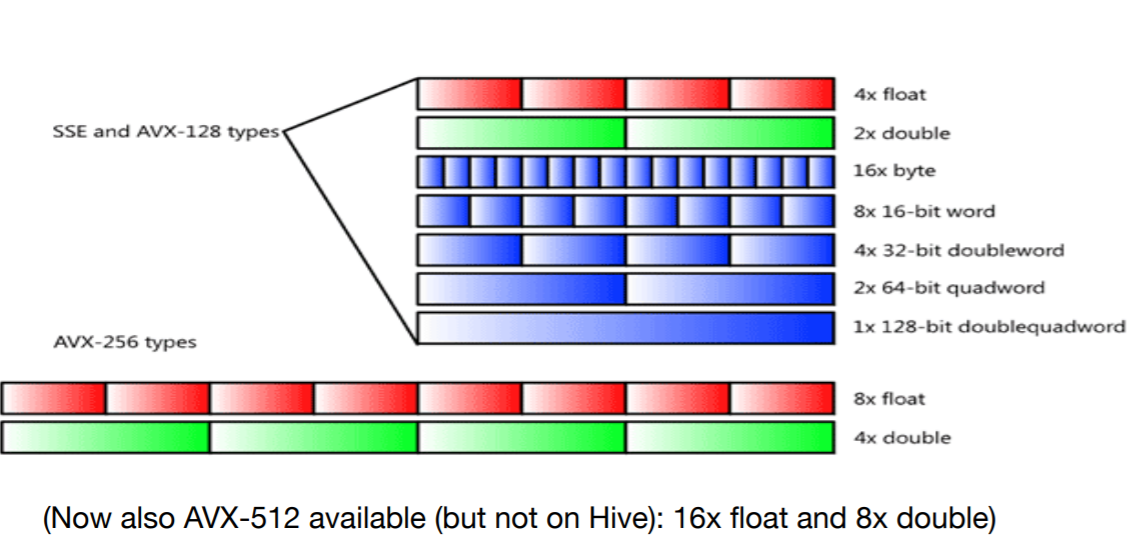 SSE and AVX-128 types
4x float
2x double
16x byte
8x 16-bit word
4x 32-bit doubleword
2x 64-bit quadword
1x 128-bit doublequadword
AVX-256 types
8x float
4x double
(Now also AVX-512 available (but not on Hive): 16x float and 8x double)